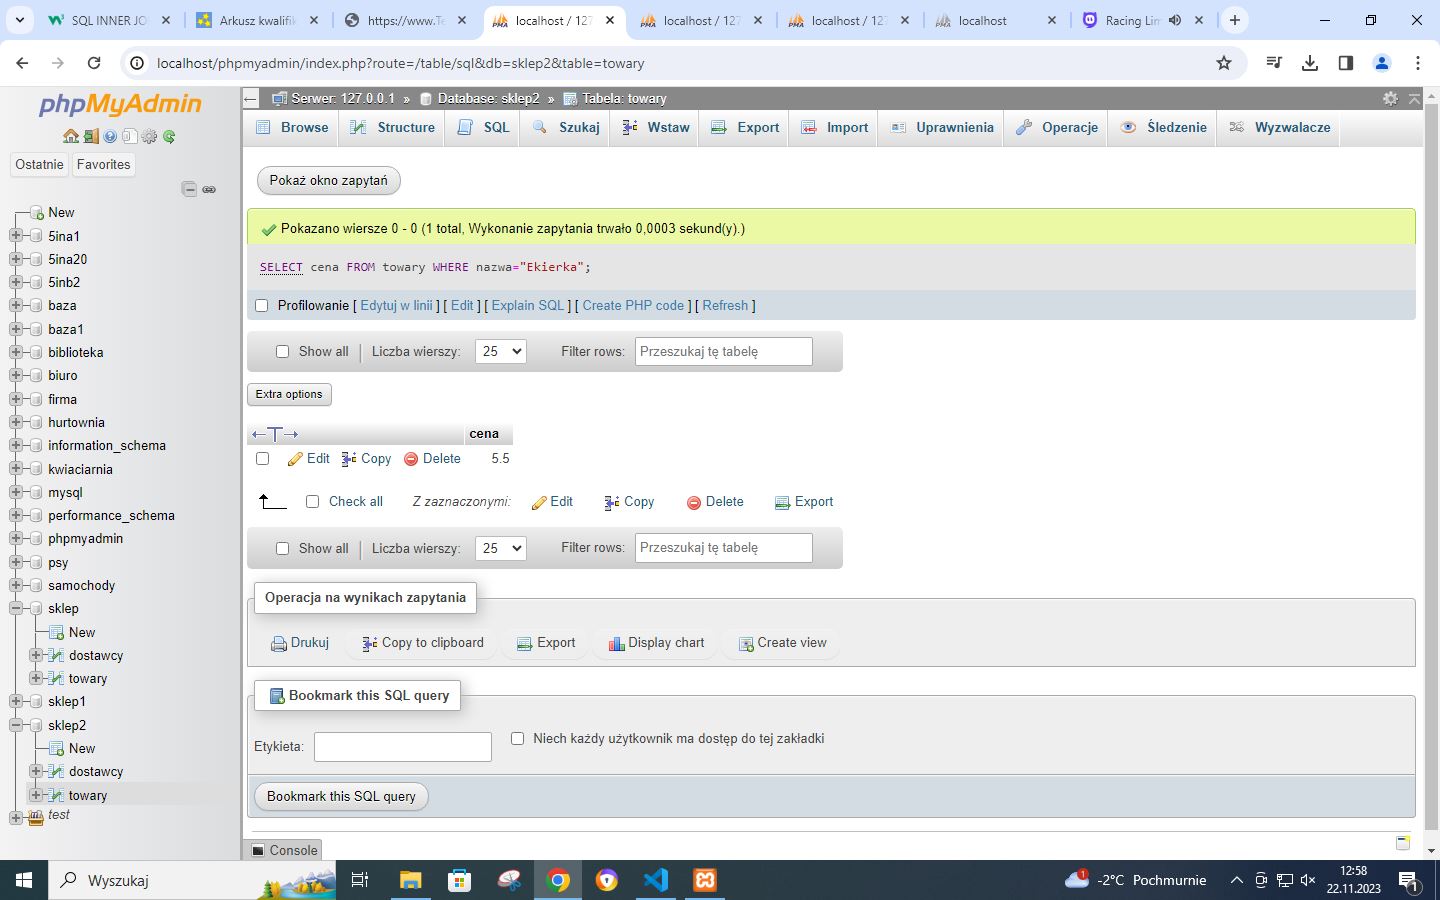 SQL INNER JO
Arkusz kwalifik
https://www.Te
localhost / 127
localhost / 127
localhost / 127
localhost
Racing Lim
localhost/phpmyadmin/index.php?route=/table/sql&db=sklep2&table=towary
phpMyAdmin
Ostatnie
Favorites
New
5ina1
5ina20
5inb2
baza
baza1
biblioteka
biuro
firma
hurtownia
information_schema
kwiaciarnia
mysql
performance_schema
phpmyadmin
psy
samochody
sklep
New
dostawcy
towary
sklep1
sklep2
New
dostawcy
towary
test
Serwer: 127.0.0.1 » Database: sklep2 » Tabela: towary
Browse Structure SQL Szukaj Wstaw Export Import Uprawnienia Operacje Śledzenie Wyzwalacze
Pokaż okno zapytań
Pokazano wiersze 0 - 0 (1 total, Wykonanie zapytania trwało 0,0003 sekund(y).)
SELECT cena FROM towary WHERE nazwa="Ekierka";
Profilowanie [ Edytuj w linii ] [ Edit ] [ Explain SQL ] [ Create PHP code ] [ Refresh ]
Show all | Liczba wierszy: 25 Filter rows: Przeszukaj tę tabelę
Extra options
←T→ cena
Edit Copy Delete 5.5
Check all Z zaznaczonymi: Edit Copy Delete Export
Show all | Liczba wierszy: 25 Filter rows: Przeszukaj tę tabelę
Operacja na wynikach zapytania
Drukuj Copy to clipboard Export Display chart Create view
Bookmark this SQL query
Etykieta: Niech każdy użytkownik ma dostęp do tej zakładki
Bookmark this SQL query
Console
Wyszukaj
1
-2°C Pochmurnie
12:58
22.11.2023
1